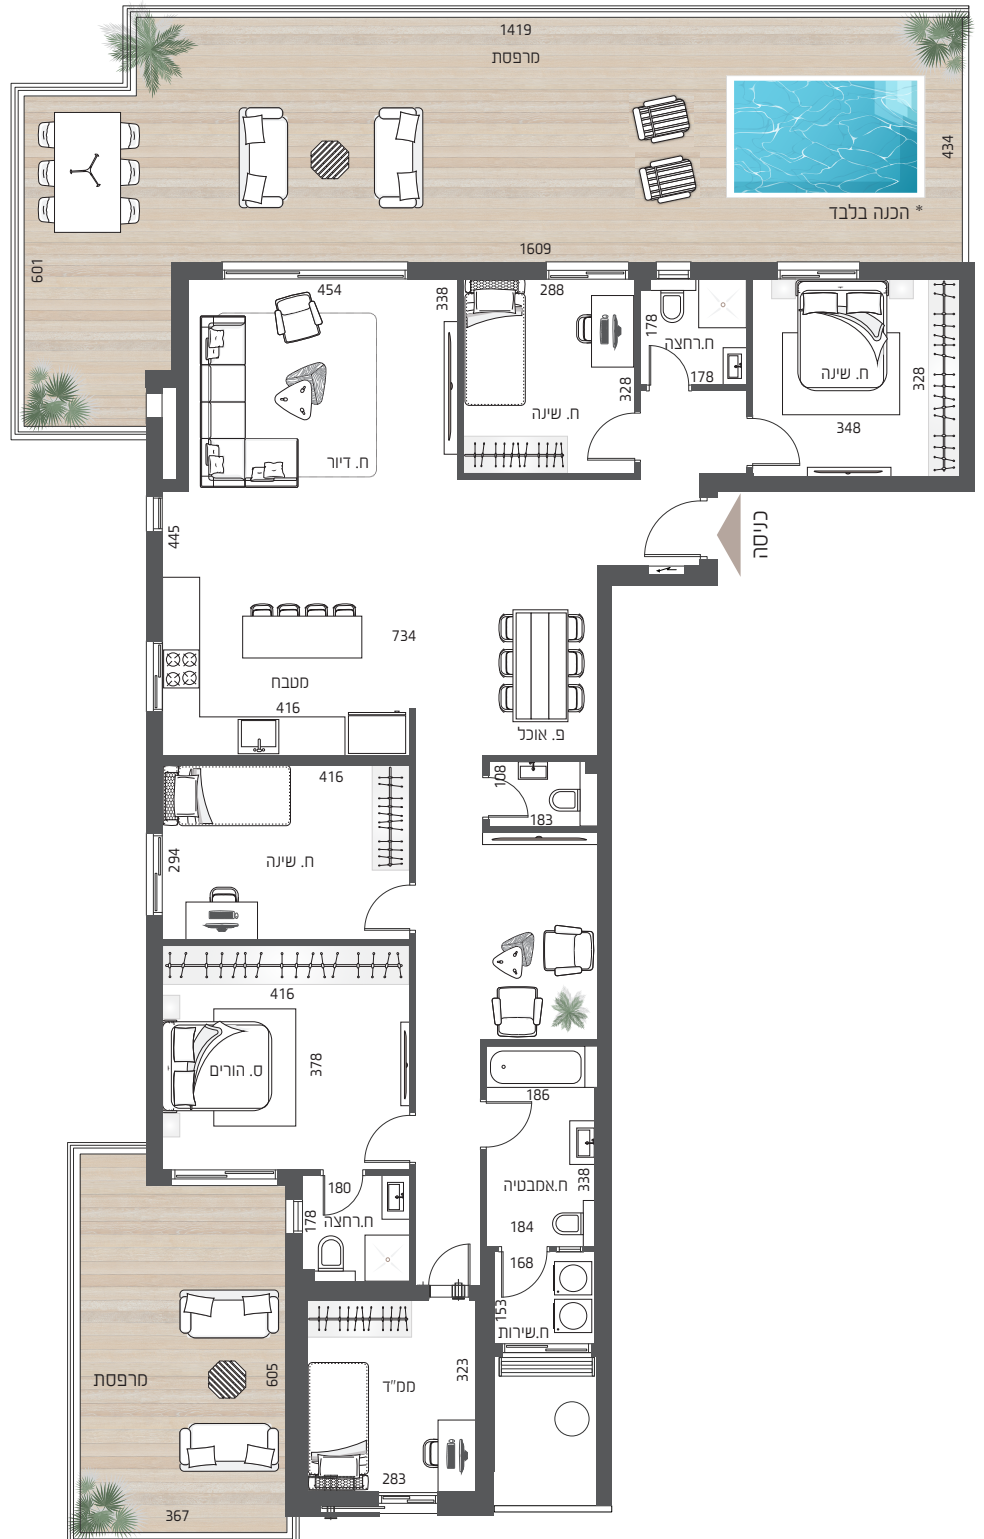 1419
מרפסת
434
* הכנה בלבד
1609
601
454
338
288
178
ח.רחצה
178
328
ח. שינה
ח. שינה
328
348
ח. דיור
445
כניסה
734
מטבח
416
פ. אוכל
416
108
183
294
ח. שינה
416
378
ס. הורים
186
180
178
ח.רחצה
ח.אמבטיה
338
184
168
153
ח.שירות
מרפסת
605
323
ממ"ד
283
367